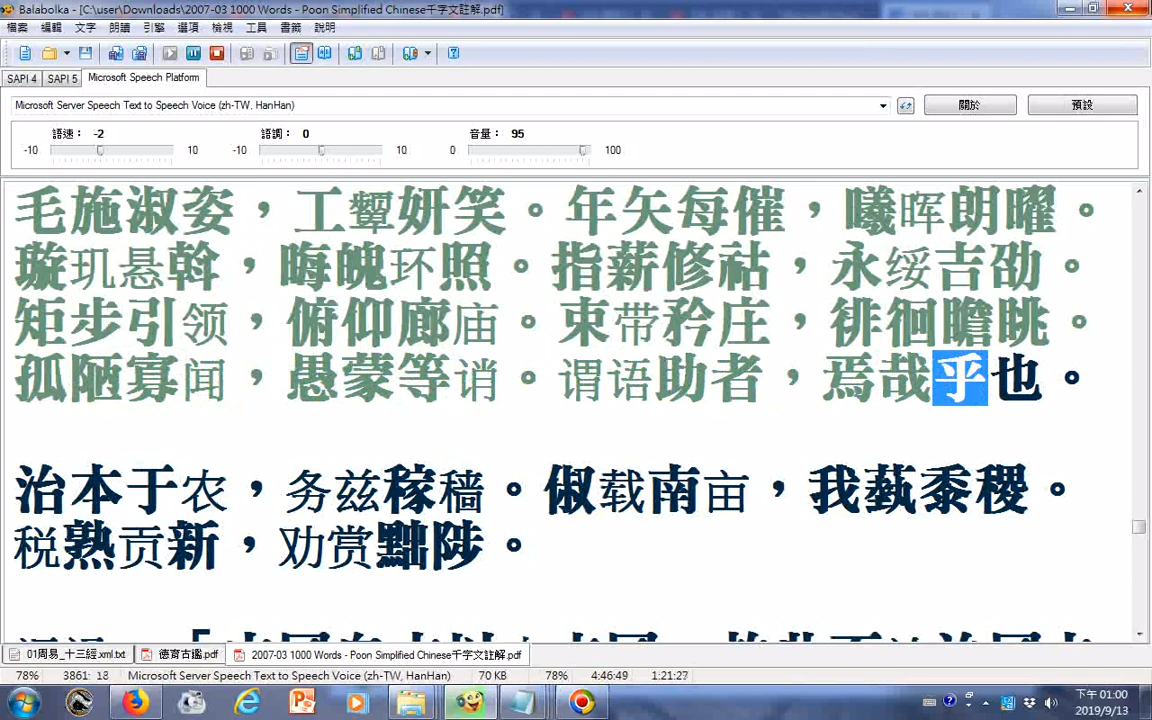 Balabolka - [C:\user\Downloads\2007-03 1000 Words - Poon Simplified Chinese千字文註解.pdf]
檔案 編輯 文字 朗讀 引擎 選項 檢視 工具 書籤 說明
SAPI 4 SAPI 5 Microsoft Speech Platform
Microsoft Server Speech Text to Speech Voice (zh-TW, HanHan) 關於 預設
語速： -2 語調： 0 音量： 95
-10 10 -10 10 0 100
毛施淑姿，工颦妍笑。年矢每催，曦晖朗曜。
璇玑悬斡，晦魄环照。指薪修祜，永绥吉劭。
矩步引领，俯仰廊庙。束带矜庄，徘徊瞻眺。
孤陋寡闻，愚蒙等诮。谓语助者，焉哉乎也。
治本于农，务兹稼穑。俶载南亩，我蓺黍稷。
税熟贡新，劝赏黜陟。
01周易_十三經.xml.txt 德育古鑑.pdf 2007-03 1000 Words - Poon Simplified Chinese千字文註解.pdf
78% 3861: 18 Microsoft Server Speech Text to Speech Voice (zh-TW, HanHan) 70 KB 78% 4:46:49 1:21:27
下午 01:00
2019/9/13